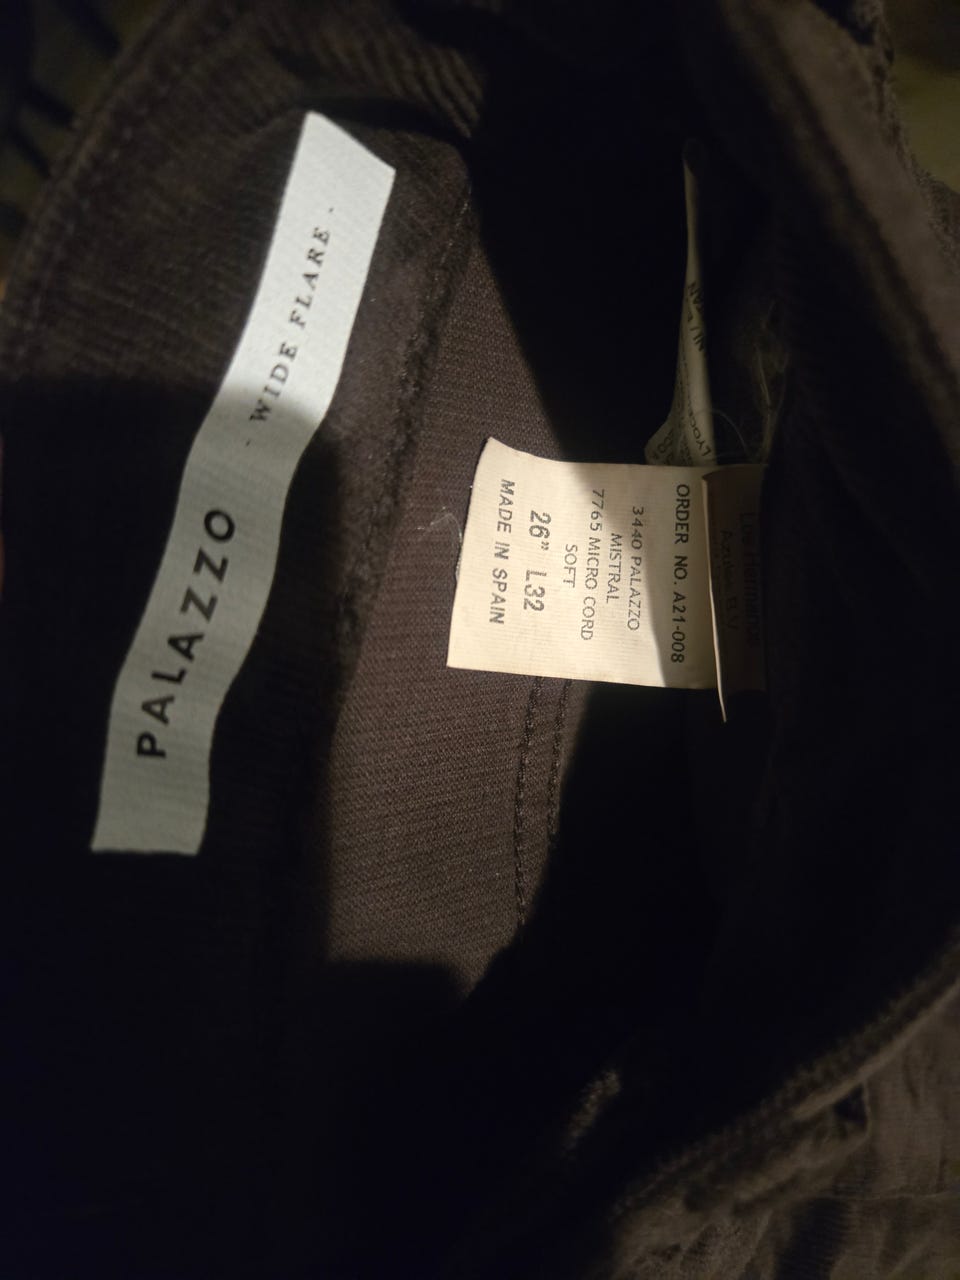 PALAZZO
· WIDE FLARE ·
ORDER NO. A21-008
3440 PALAZZO
MISTRAL
7765 MICRO CORD
SOFT
26” L32
MADE IN SPAIN
LYOC